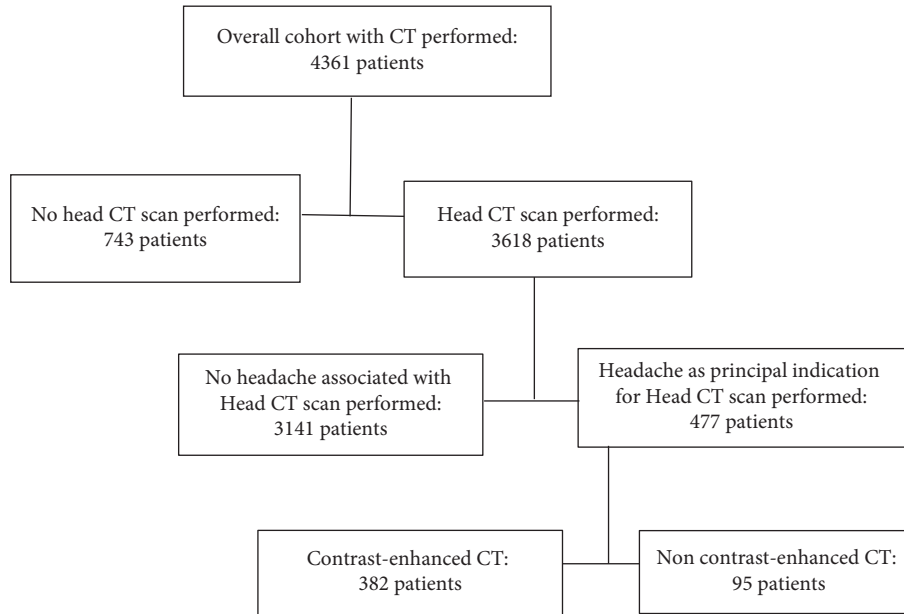 Overall cohort with CT performed:
4361 patients
No head CT scan performed:
743 patients
Head CT scan performed:
3618 patients
No headache associated with
Head CT scan performed:
3141 patients
Headache as principal indication
for Head CT scan performed:
477 patients
Contrast-enhanced CT:
382 patients
Non contrast-enhanced CT:
95 patients